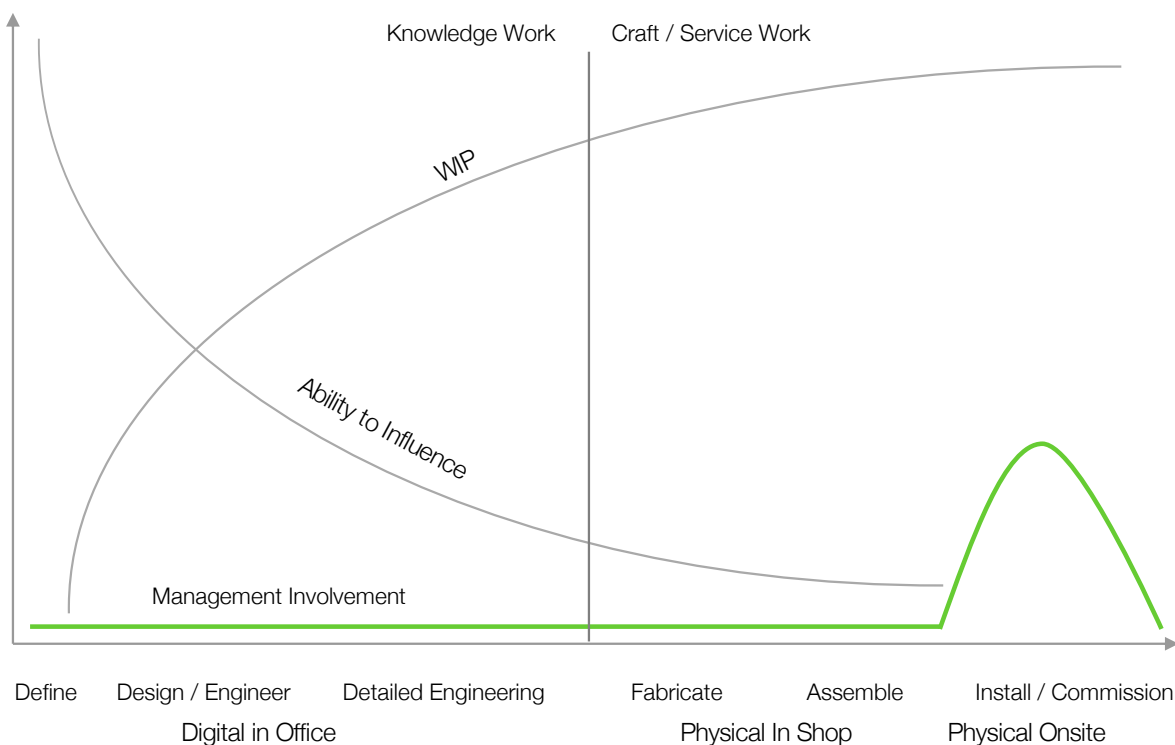 Knowledge Work
Craft / Service Work
WIP
Ability to Influence
Management Involvement
Define
Design / Engineer
Detailed Engineering
Fabricate
Assemble
Install / Commission
Digital in Office
Physical In Shop
Physical Onsite